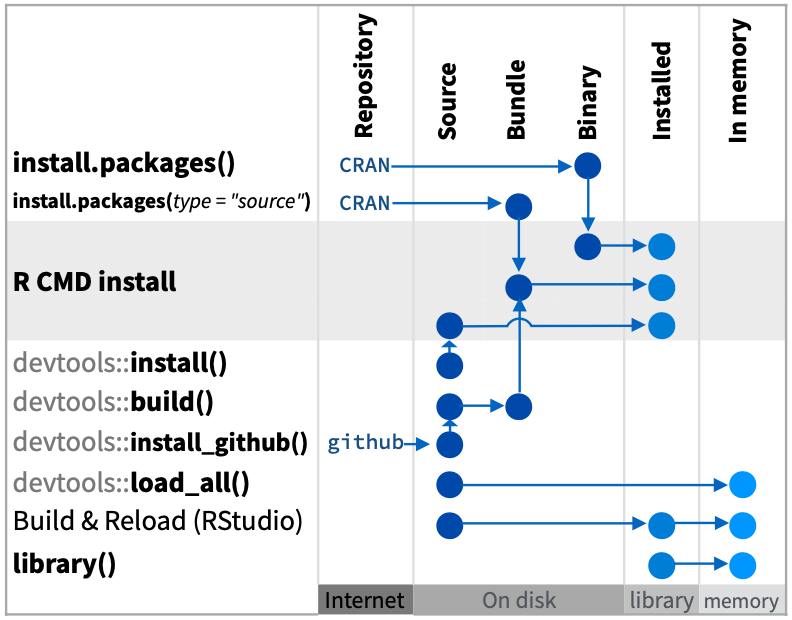 Repository
Source
Bundle
Binary
Installed
In memory
install.packages() CRAN
install.packages(type = "source") CRAN
R CMD install
devtools::install()
devtools::build()
devtools::install_github() github
devtools::load_all()
Build & Reload (RStudio)
library()
Internet On disk library memory